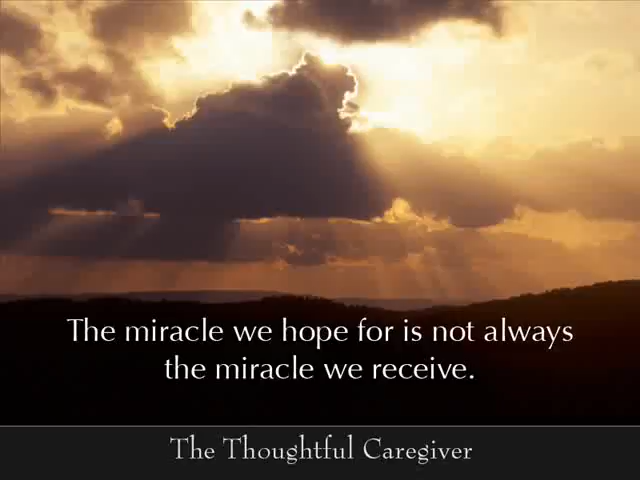 The miracle we hope for is not always
the miracle we receive.
The Thoughtful Caregiver